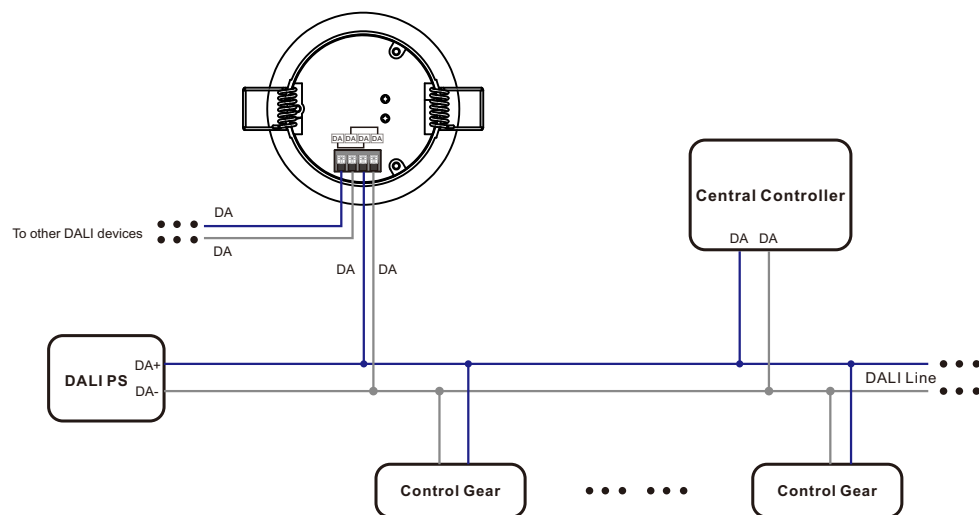 DA DA DA DA
Central Controller
DA DA
DA
To other DALI devices
DA
DA DA
DALI PS
DA+
DA-
DALI Line
Control Gear
Control Gear